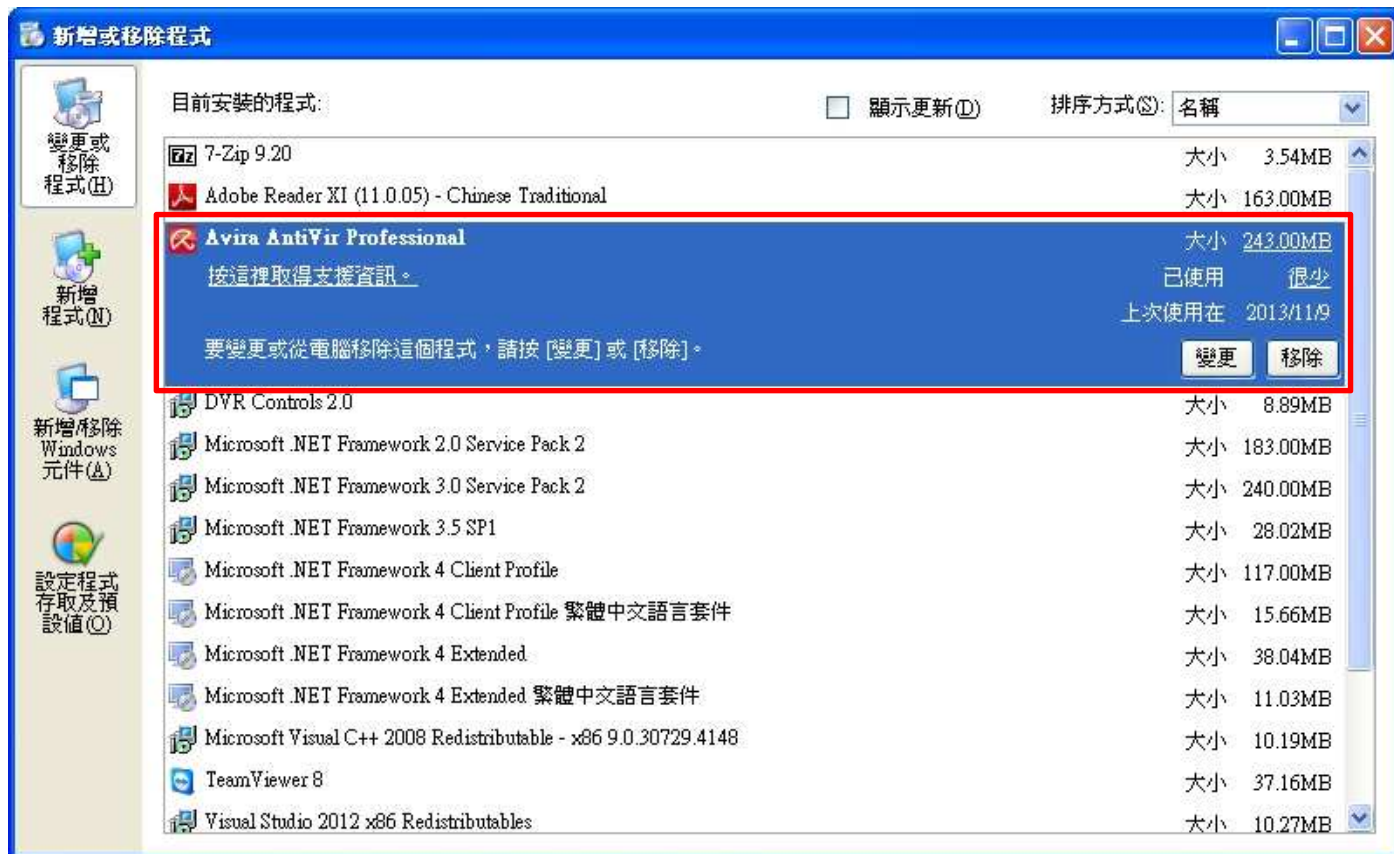 新增或移除程式
變更或
移除
程式(H)
新增
程式(N)
新增/移除
Windows
元件(A)
設定程式
存取及預
設值(O)
目前安裝的程式: 顯示更新(D) 排序方式(S): 名稱
7-Zip 9.20 大小 3.54MB
Adobe Reader XI (11.0.05) - Chinese Traditional 大小 163.00MB
Avira AntiVir Professional 大小 243.00MB
按這裡取得支援資訊。 已使用 很少
上次使用在 2013/11/9
要變更或從電腦移除這個程式，請按 [變更] 或 [移除]。 變更 移除
DVR Controls 2.0 大小 8.89MB
Microsoft .NET Framework 2.0 Service Pack 2 大小 183.00MB
Microsoft .NET Framework 3.0 Service Pack 2 大小 240.00MB
Microsoft .NET Framework 3.5 SP1 大小 28.02MB
Microsoft .NET Framework 4 Client Profile 大小 117.00MB
Microsoft .NET Framework 4 Client Profile 繁體中文語言套件 大小 15.66MB
Microsoft .NET Framework 4 Extended 大小 38.04MB
Microsoft .NET Framework 4 Extended 繁體中文語言套件 大小 11.03MB
Microsoft Visual C++ 2008 Redistributable - x86 9.0.30729.4148 大小 10.19MB
TeamViewer 8 大小 37.16MB
Visual Studio 2012 x86 Redistributables 大小 10.27MB